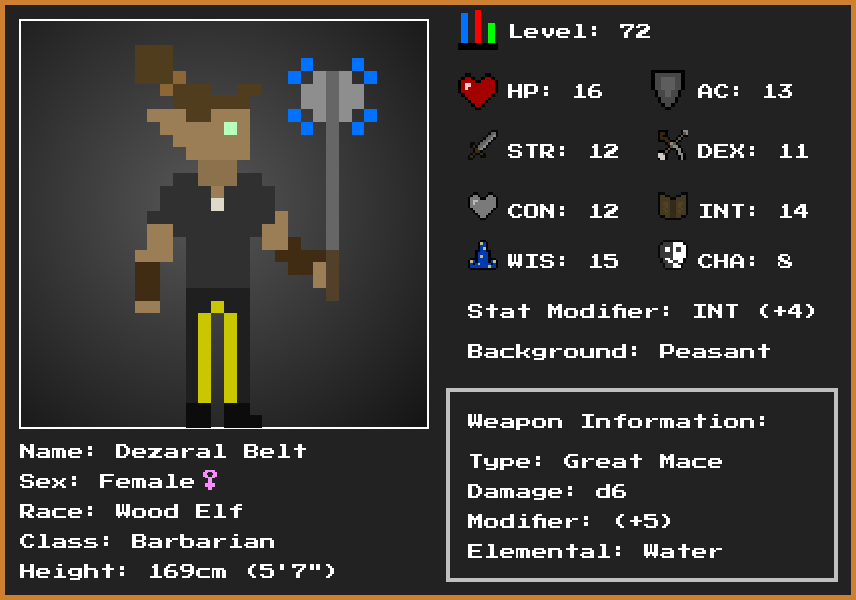 Level: 72
HP: 16
AC: 13
STR: 12
DEX: 11
CON: 12
INT: 14
WIS: 15
CHA: 8
Stat Modifier: INT (+4)
Background: Peasant
Weapon Information:
Type: Great Mace
Damage: d6
Modifier: (+5)
Elemental: Water
Name: Dezaral Belt
Sex: Female♀
Race: Wood Elf
Class: Barbarian
Height: 169cm (5'7")